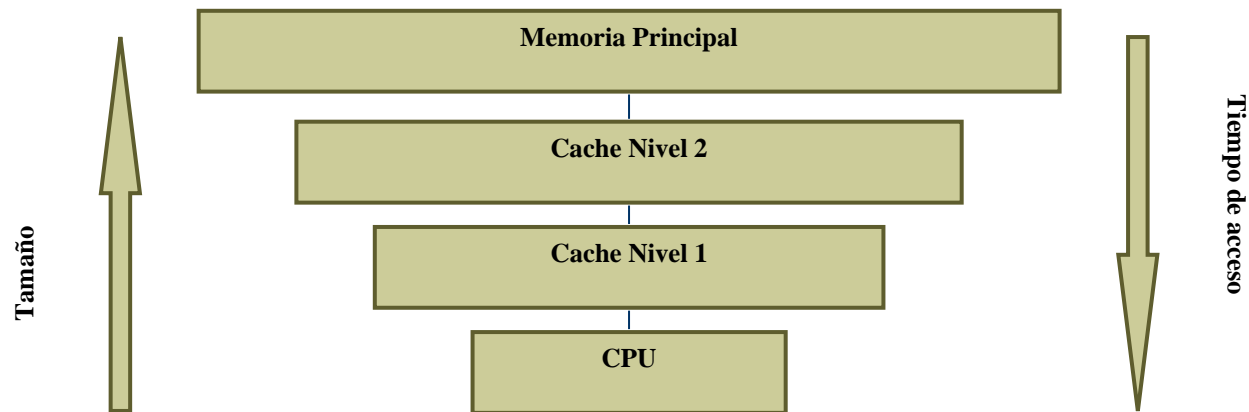 Memoria Principal
Cache Nivel 2
Cache Nivel 1
CPU
Tamaño
Tiempo de acceso